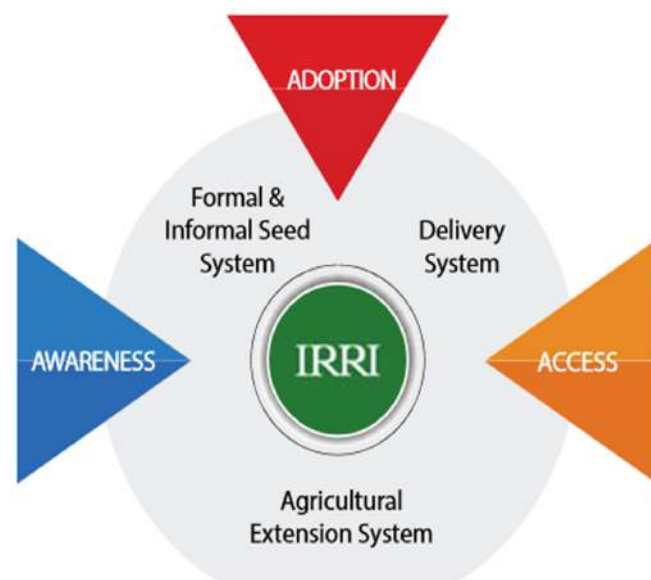 ADOPTION
Formal &
Informal Seed
System
Delivery
System
AWARENESS
IRRI
ACCESS
Agricultural
Extension System